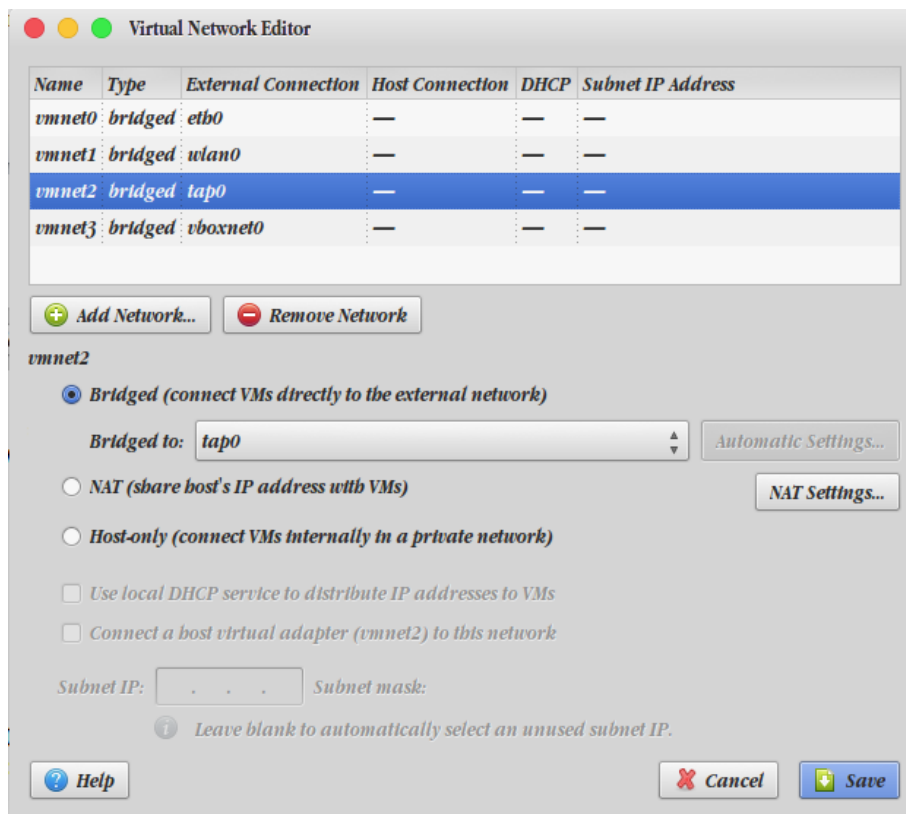 Virtual Network Editor
Name Type External Connection Host Connection DHCP Subnet IP Address
vmnet0 bridged eth0 — — —
vmnet1 bridged wlan0 — — —
vmnet2 bridged tap0 — — —
vmnet3 bridged vboxnet0 — — —
Add Network... Remove Network
vmnet2
Bridged (connect VMs directly to the external network)
Bridged to: tap0 Automatic Settings...
NAT (share host's IP address with VMs) NAT Settings...
Host-only (connect VMs internally in a private network)
Use local DHCP service to distribute IP addresses to VMs
Connect a host virtual adapter (vmnet2) to this network
Subnet IP: . . . Subnet mask:
Leave blank to automatically select an unused subnet IP.
Help Cancel Save